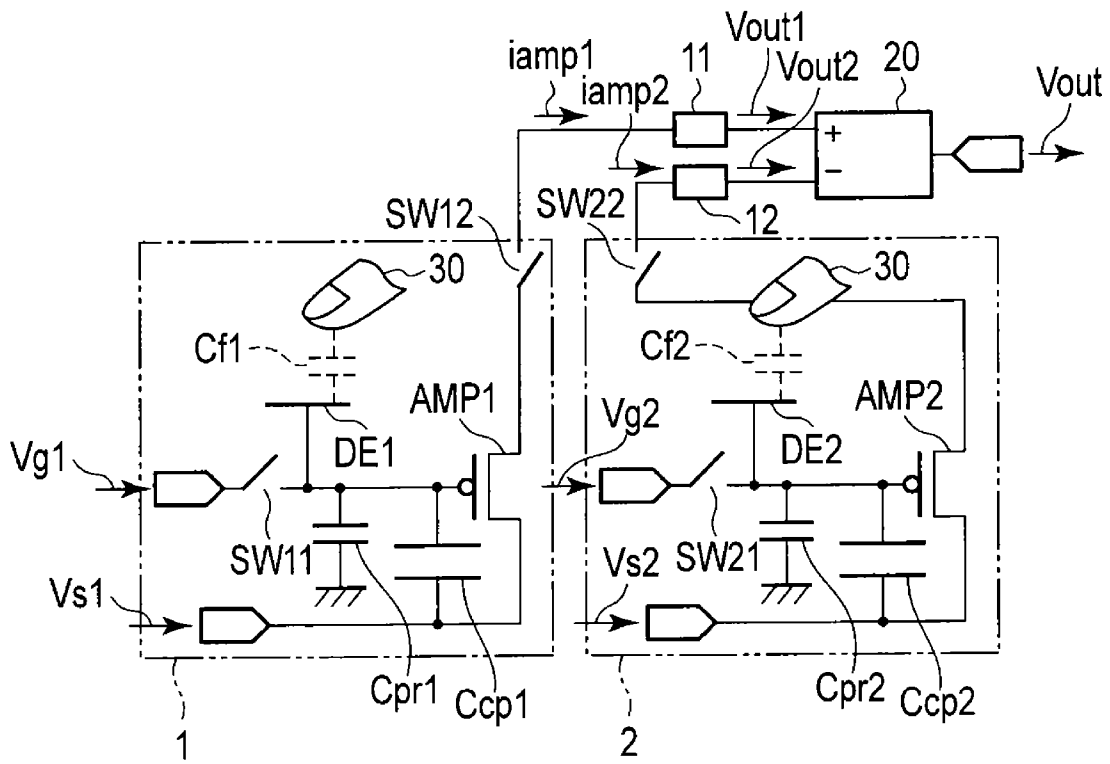 Vout1
iamp1
11
Vout2
20
Vout
iamp2
+
−
SW12
SW22
12
30
30
Cf1
Cf2
AMP1
AMP2
Vg1
DE1
Vg2
DE2
SW11
SW21
Vs1
Vs2
Cpr1
Ccp1
Cpr2
Ccp2
1
2